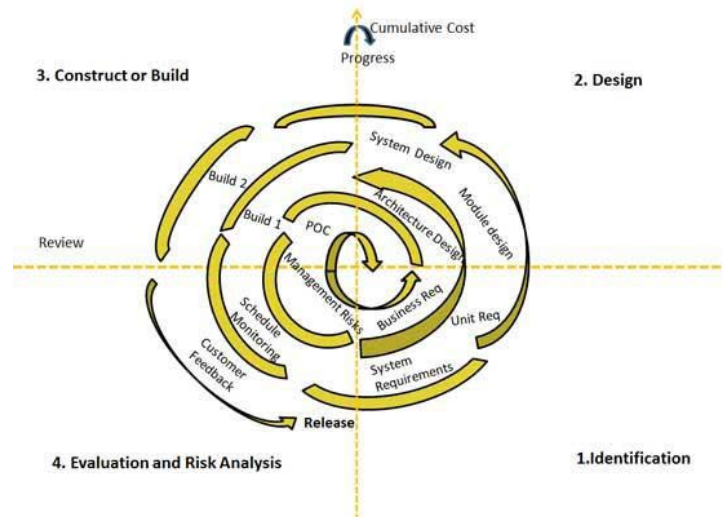 Cumulative Cost
Progress
3. Construct or Build
2. Design
System Design
Build 2
Module design
Architecture Design
Build 1
POC
Review
Management Risks
Business Req
Unit Req
Schedule
Monitoring
System
Requirements
Customer
Feedback
Release
4. Evaluation and Risk Analysis
1.Identification